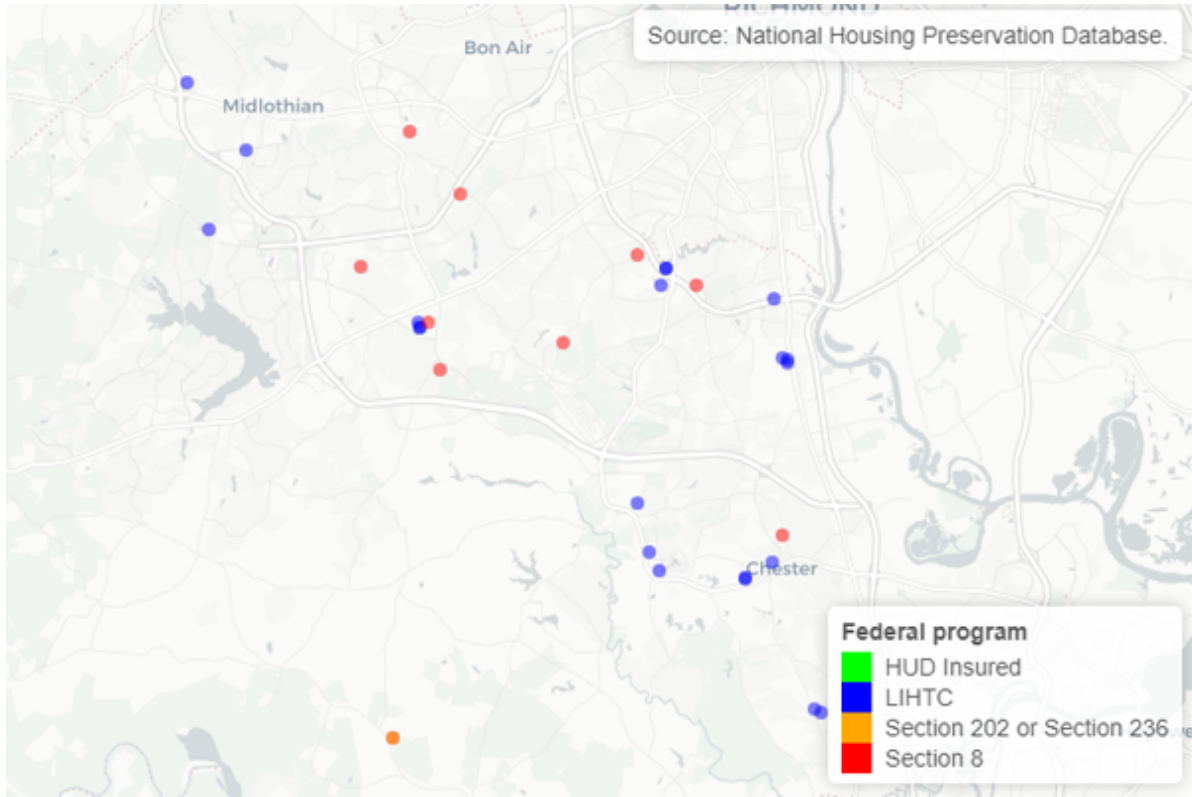 RICHMOND
Source: National Housing Preservation Database.
Bon Air
Midlothian
Chester
Federal program
HUD Insured
LIHTC
Section 202 or Section 236
Section 8